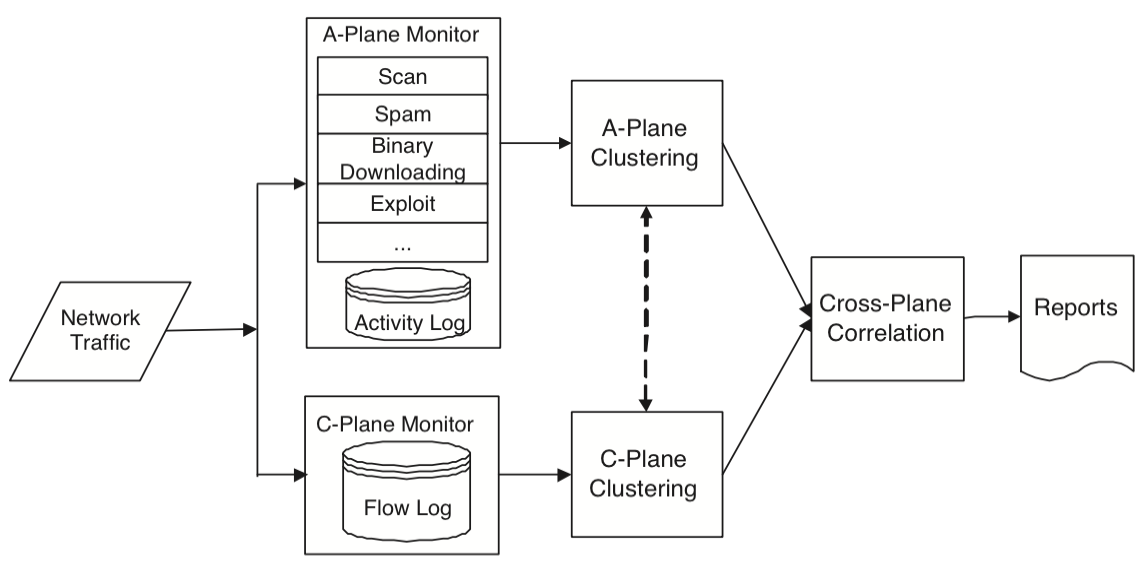 A-Plane Monitor
Scan
Spam
Binary
Downloading
Exploit
...
Activity Log
A-Plane
Clustering
Network
Traffic
Cross-Plane
Correlation
Reports
C-Plane Monitor
Flow Log
C-Plane
Clustering